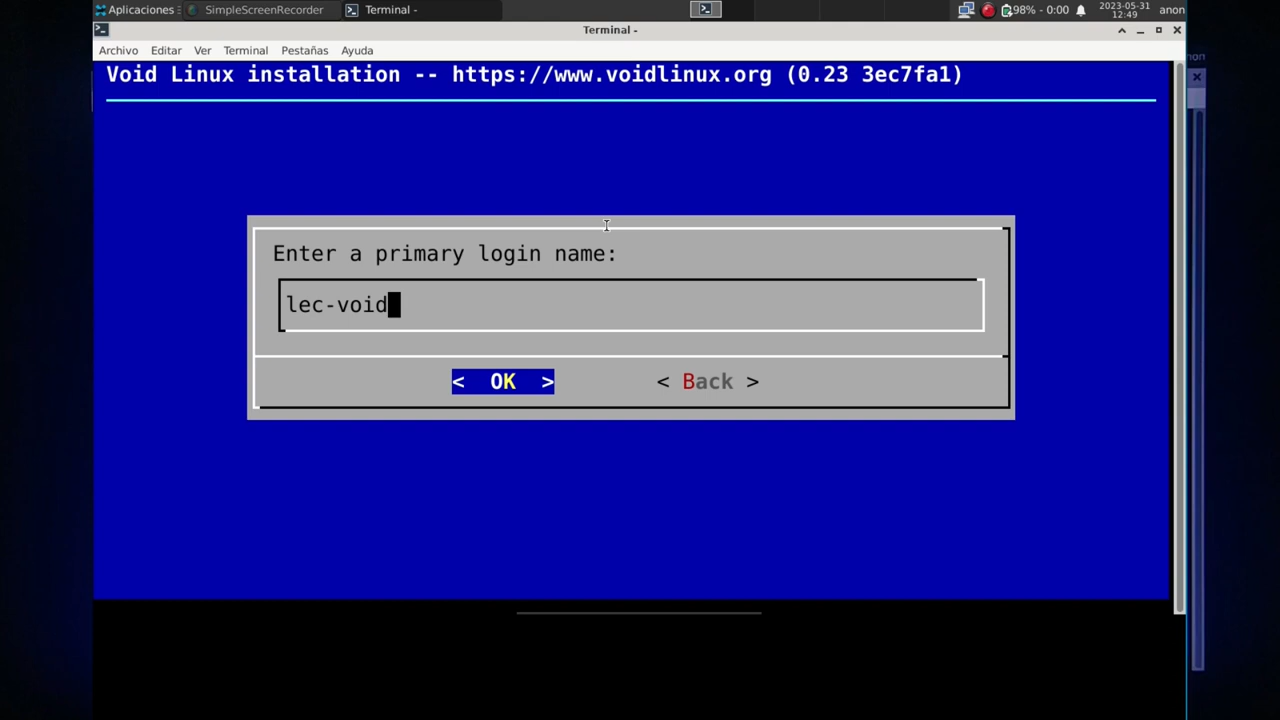 Aplicaciones SimpleScreenRecorder Terminal - 98% - 0:00 2023-05-31 12:49 anon
Terminal -
Archivo Editar Ver Terminal Pestañas Ayuda
Void Linux installation -- https://www.voidlinux.org (0.23 3ec7fa1)
Enter a primary login name:
lec-void
< OK > < Back >